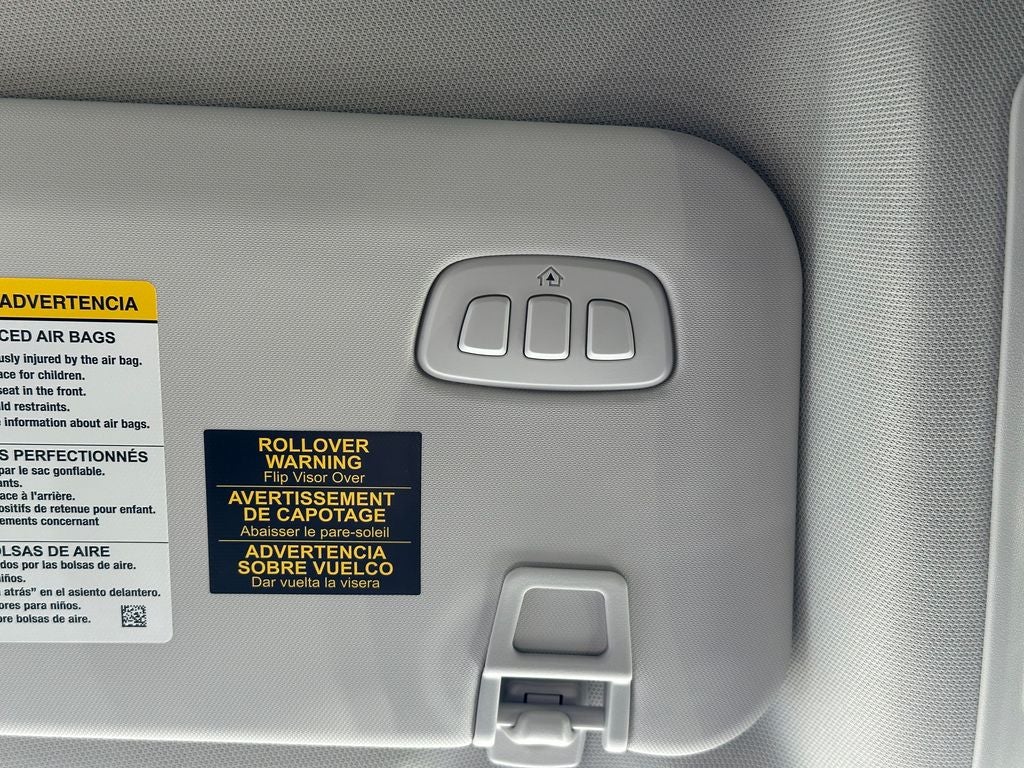 ADVERTENCIA
CED AIR BAGS
usly injured by the air bag.
ace for children.
seat in the front.
ld restraints.
information about air bags.
S PERFECTIONNÉS
par le sac gonflable.
ants.
ace à l'arrière.
ositifs de retenue pour enfant.
ements concernant
OLSAS DE AIRE
dos por las bolsas de aire.
iños.
atrás" en el asiento delantero.
ores para niños.
re bolsas de aire.
ROLLOVER
WARNING
Flip Visor Over
AVERTISSEMENT
DE CAPOTAGE
Abaisser le pare-soleil
ADVERTENCIA
SOBRE VUELCO
Dar vuelta la visera